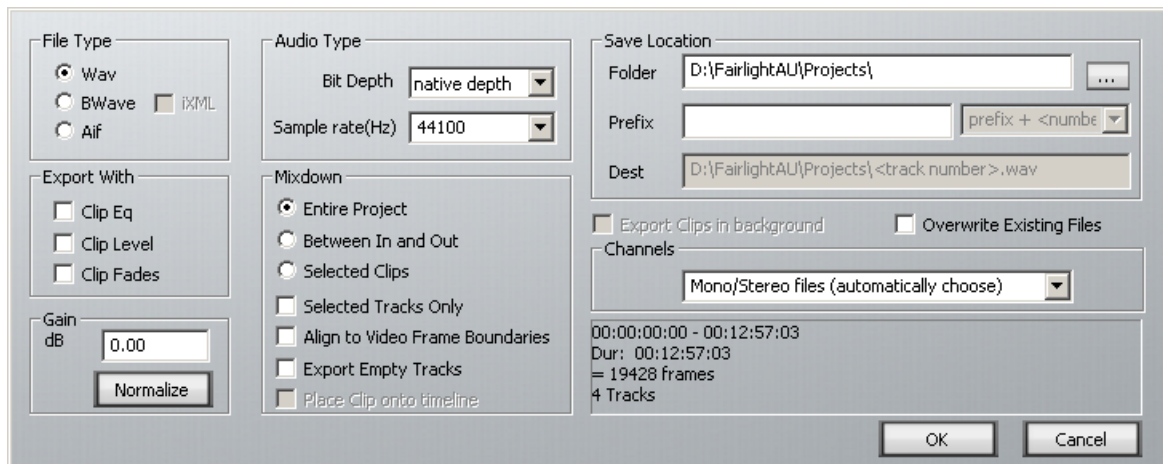 File Type
Wav
BWave
iXML
Aif
Export With
Clip Eq
Clip Level
Clip Fades
Gain
dB
0.00
Normalize
Audio Type
Bit Depth
native depth
Sample rate(Hz)
44100
Mixdown
Entire Project
Between In and Out
Selected Clips
Selected Tracks Only
Align to Video Frame Boundaries
Export Empty Tracks
Place Clip onto timeline
Save Location
Folder
D:\FairlightAU\Projects\
...
Prefix
prefix + <numbe
Dest
D:\FairlightAU\Projects\<track number>.wav
Export Clips in background
Overwrite Existing Files
Channels
Mono/Stereo files (automatically choose)
00:00:00:00 - 00:12:57:03
Dur: 00:12:57:03
= 19428 frames
4 Tracks
OK
Cancel